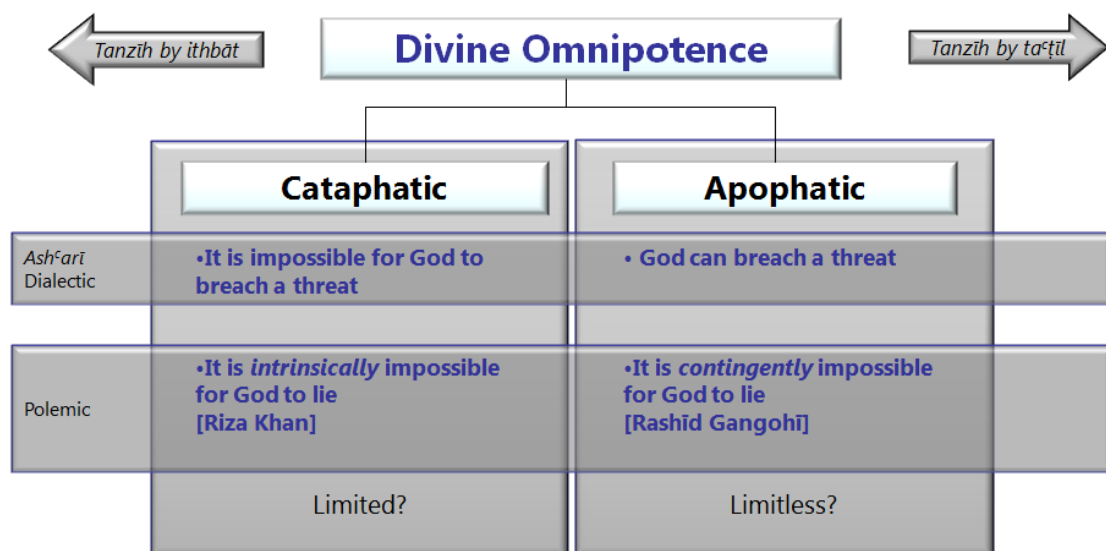 Tanzīh by ithbāt
Divine Omnipotence
Tanzīh by taᶜṭīl
Cataphatic
Apophatic
Ashᶜarī
Dialectic
•It is impossible for God to
breach a threat
• God can breach a threat
Polemic
•It is intrinsically impossible
for God to lie
[Riza Khan]
•It is contingently impossible
for God to lie
[Rashīd Gangohī]
Limited?
Limitless?